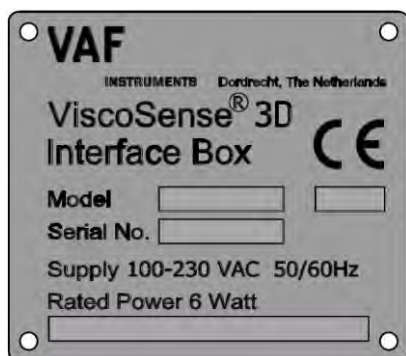 VAF
INSTRUMENTS Dordrecht, The Netherlands
ViscoSense® 3D
Interface Box
CE
Model
Serial No.
Supply 100-230 VAC 50/60Hz
Rated Power 6 Watt